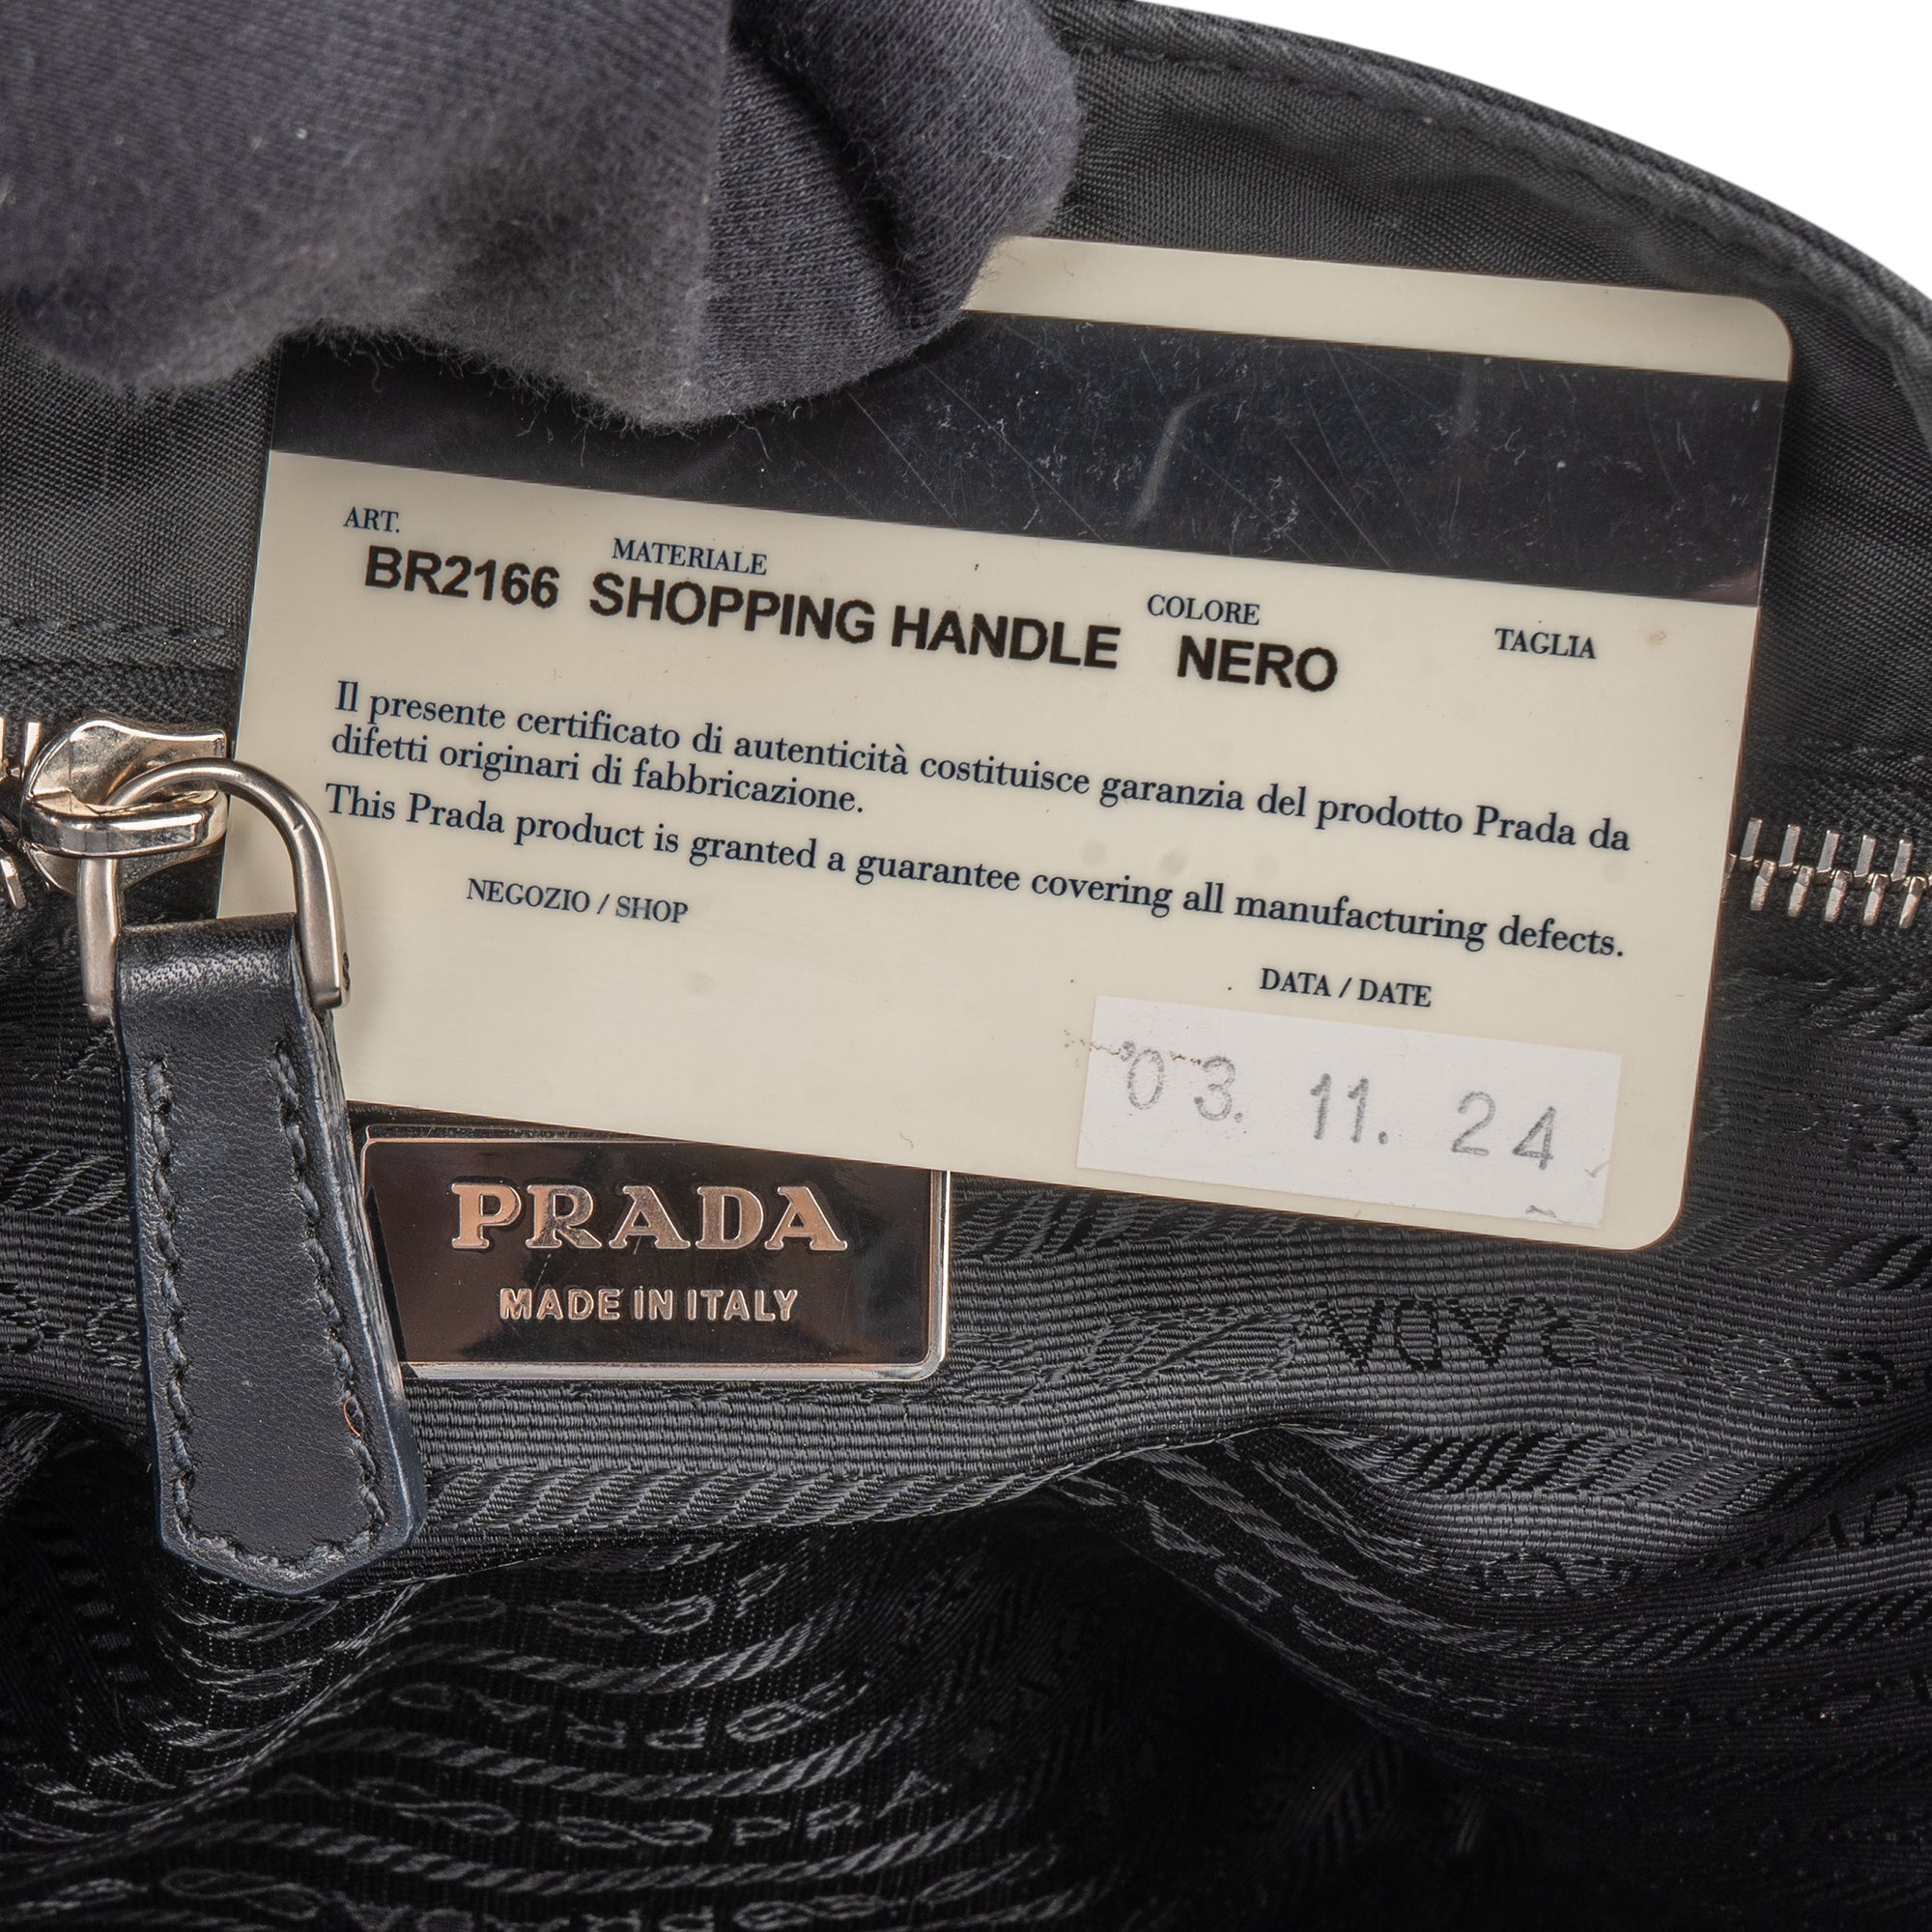 ART.
MATERIALE
COLORE
TAGLIA
BR2166 SHOPPING HANDLE NERO
Il presente certificato di autenticità costituisce garanzia del prodotto Prada da
difetti originari di fabbricazione.
This Prada product is granted a guarantee covering all manufacturing defects.
NEGOZIO / SHOP
DATA / DATE
'03. 11. 24
PRADA
MADE IN ITALY